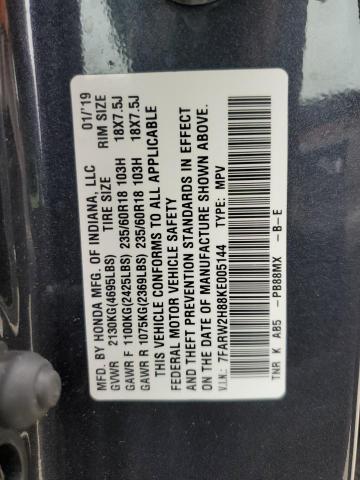 MFD. BY HONDA MFG. OF INDIANA, LLC 01/'19
TIRE SIZE RIM SIZE
GVWR 2130KG(4695LBS)
GAWR F 1100KG(2425LBS) 235/60R18 103H 18X7.5J
GAWR R 1075KG(2369LBS) 235/60R18 103H 18X7.5J
THIS VEHICLE CONFORMS TO ALL APPLICABLE
FEDERAL MOTOR VEHICLE SAFETY
AND THEFT PREVENTION STANDARDS IN EFFECT
ON THE DATE OF MANUFACTURE SHOWN ABOVE.
V.I.N.: 7FARW2H88KE005144 TYPE: MPV
TNR K AB5 -PB88MX -B-E